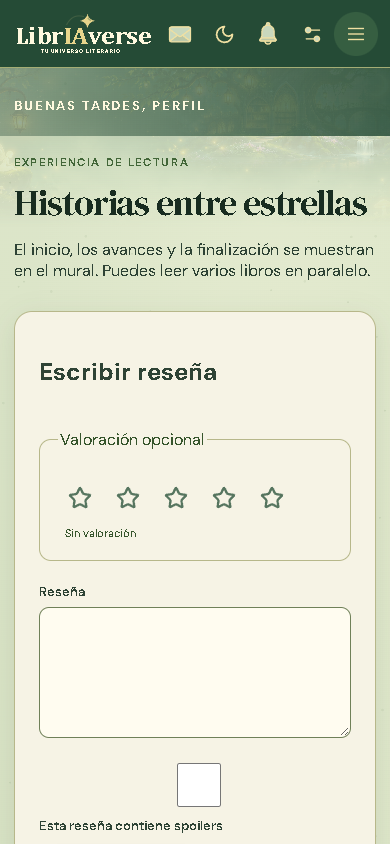 LibrIAverse
TU UNIVERSO LITERARIO
BUENAS TARDES, PERFIL
EXPERIENCIA DE LECTURA
Historias entre estrellas
El inicio, los avances y la finalización se muestran
en el mural. Puedes leer varios libros en paralelo.
Escribir reseña
Valoración opcional
Sin valoración
Reseña
Esta reseña contiene spoilers